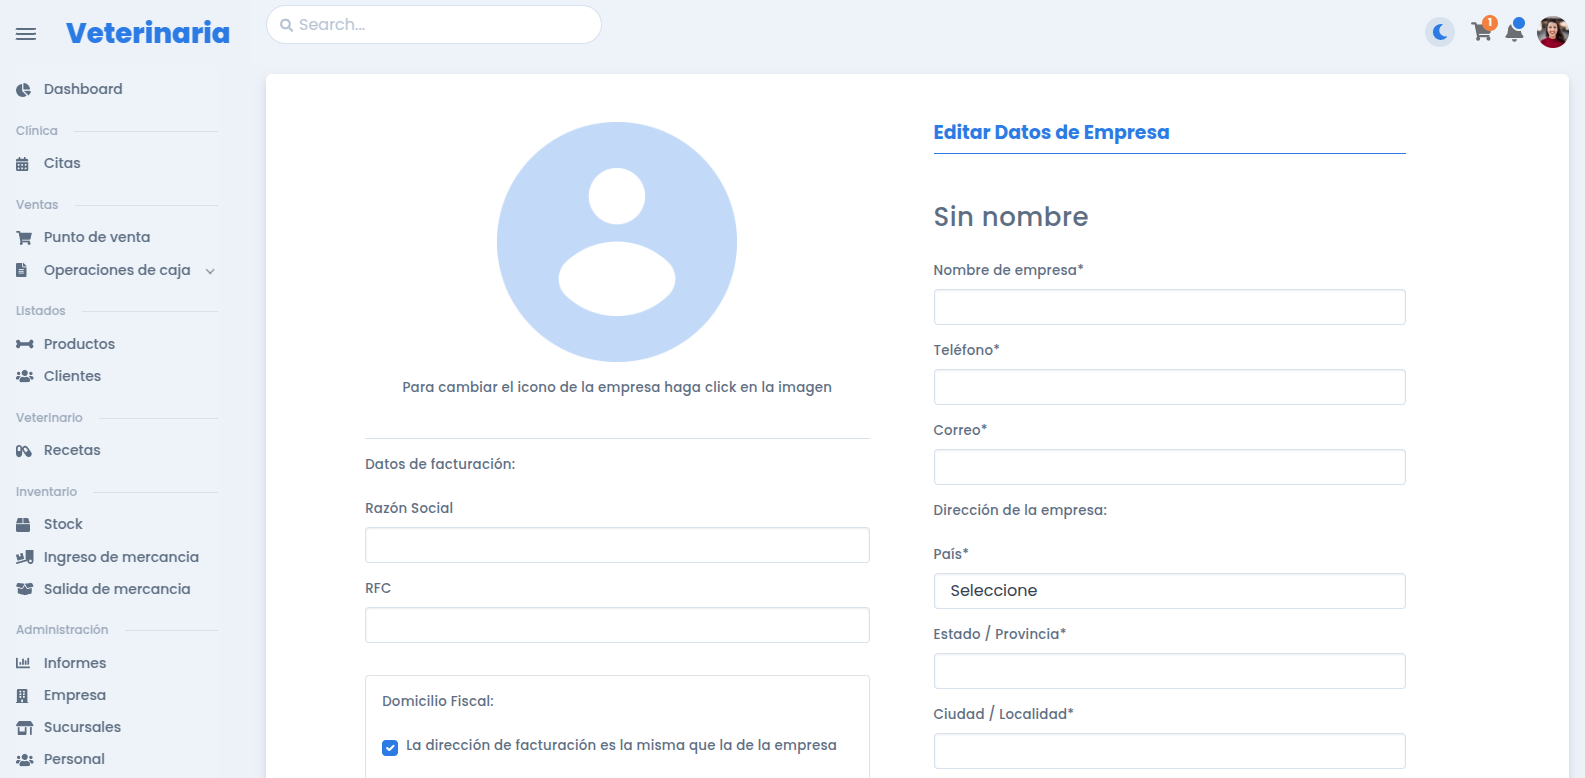 Veterinaria
Search...
1
Dashboard
Clínica
Citas
Ventas
Punto de venta
Operaciones de caja
Listados
Productos
Clientes
Veterinario
Recetas
Inventario
Stock
Ingreso de mercancia
Salida de mercancia
Administración
Informes
Empresa
Sucursales
Personal
Para cambiar el icono de la empresa haga click en la imagen
Datos de facturación:
Razón Social
RFC
Domicilio Fiscal:
La dirección de facturación es la misma que la de la empresa
Editar Datos de Empresa
Sin nombre
Nombre de empresa*
Teléfono*
Correo*
Dirección de la empresa:
País*
Seleccione
Estado / Provincia*
Ciudad / Localidad*